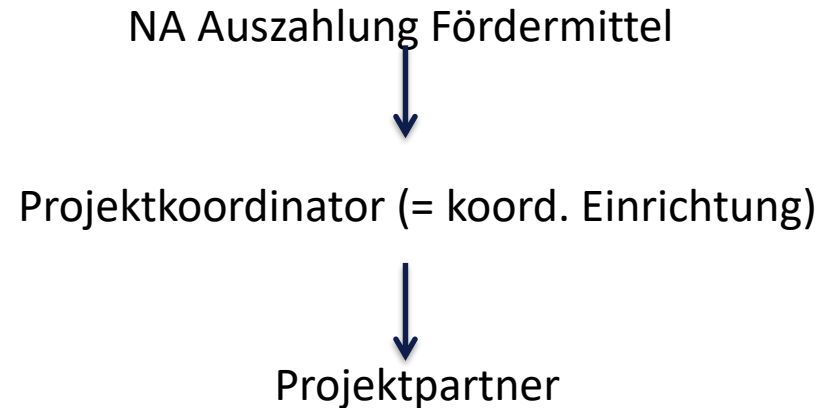 NA Auszahlung Fördermittel
Projektkoordinator (= koord. Einrichtung)
Projektpartner